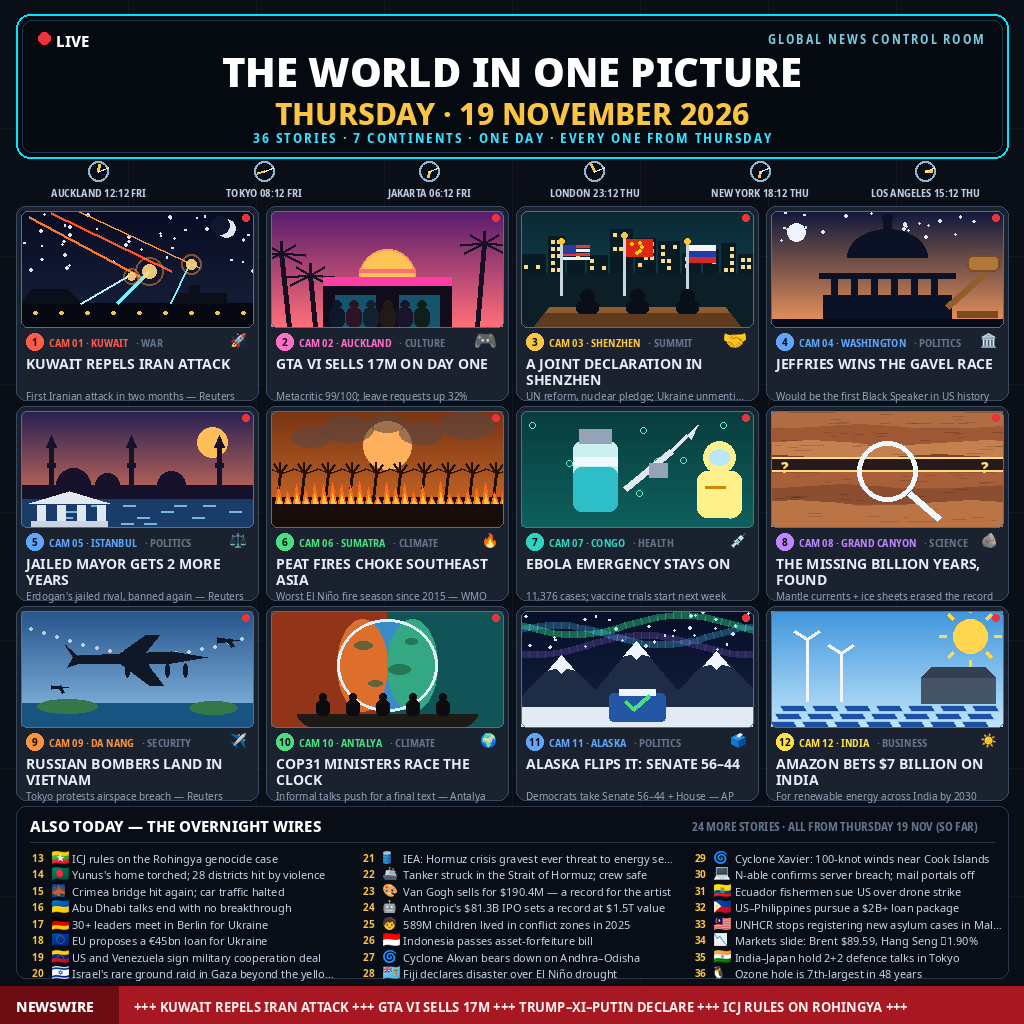 LIVE
GLOBAL NEWS CONTROL ROOM
THE WORLD IN ONE PICTURE
THURSDAY · 19 NOVEMBER 2026
36 STORIES · 7 CONTINENTS · ONE DAY · EVERY ONE FROM THURSDAY
AUCKLAND 12:12 FRI
TOKYO 08:12 FRI
JAKARTA 06:12 FRI
LONDON 23:12 THU
NEW YORK 18:12 THU
LOS ANGELES 15:12 THU
1 CAM 01 · KUWAIT · WAR
KUWAIT REPELS IRAN ATTACK
First Iranian attack in two months — Reuters
2 CAM 02 · AUCKLAND · CULTURE
GTA VI SELLS 17M ON DAY ONE
Metacritic 99/100; leave requests up 32%
3 CAM 03 · SHENZHEN · SUMMIT
A JOINT DECLARATION IN
SHENZHEN
UN reform, nuclear pledge; Ukraine unmenti…
4 CAM 04 · WASHINGTON · POLITICS
JEFFRIES WINS THE GAVEL RACE
Would be the first Black Speaker in US history
5 CAM 05 · ISTANBUL · POLITICS
JAILED MAYOR GETS 2 MORE
YEARS
Erdogan's jailed rival, banned again — Reuters
6 CAM 06 · SUMATRA · CLIMATE
PEAT FIRES CHOKE SOUTHEAST
ASIA
Worst El Niño fire season since 2015 — WMO
7 CAM 07 · CONGO · HEALTH
EBOLA EMERGENCY STAYS ON
11,376 cases; vaccine trials start next week
? ?
8 CAM 08 · GRAND CANYON · SCIENCE
THE MISSING BILLION YEARS,
FOUND
Mantle currents + ice sheets erased the record
9 CAM 09 · DA NANG · SECURITY
RUSSIAN BOMBERS LAND IN
VIETNAM
Tokyo protests airspace breach — Reuters
10 CAM 10 · ANTALYA · CLIMATE
COP31 MINISTERS RACE THE
CLOCK
Informal talks push for a final text — Antalya
11 CAM 11 · ALASKA · POLITICS
ALASKA FLIPS IT: SENATE 56–44
Democrats take Senate 56–44 + House — AP
12 CAM 12 · INDIA · BUSINESS
AMAZON BETS $7 BILLION ON
INDIA
For renewable energy across India by 2030
ALSO TODAY — THE OVERNIGHT WIRES
24 MORE STORIES · ALL FROM THURSDAY 19 NOV (SO FAR)
13 ICJ rules on the Rohingya genocide case
14 Yunus's home torched; 28 districts hit by violence
15 Crimea bridge hit again; car traffic halted
16 Abu Dhabi talks end with no breakthrough
17 30+ leaders meet in Berlin for Ukraine
18 EU proposes a €45bn loan for Ukraine
19 US and Venezuela sign military cooperation deal
20 Israel's rare ground raid in Gaza beyond the yello…
21 IEA: Hormuz crisis gravest ever threat to energy se…
22 Tanker struck in the Strait of Hormuz; crew safe
23 Van Gogh sells for $190.4M — a record for the artist
24 Anthropic's $81.3B IPO sets a record at $1.5T value
25 589M children lived in conflict zones in 2025
26 Indonesia passes asset-forfeiture bill
27 Cyclone Akvan bears down on Andhra–Odisha
28 Fiji declares disaster over El Niño drought
29 Cyclone Xavier: 100-knot winds near Cook Islands
30 N-able confirms server breach; mail portals off
31 Ecuador fishermen sue US over drone strike
32 US–Philippines pursue a $2B+ loan package
33 UNHCR stops registering new asylum cases in Mal…
34 Markets slide: Brent $89.59, Hang Seng 1.90%
35 India–Japan hold 2+2 defence talks in Tokyo
36 Ozone hole is 7th-largest in 48 years
NEWSWIRE
+++ KUWAIT REPELS IRAN ATTACK +++ GTA VI SELLS 17M +++ TRUMP–XI–PUTIN DECLARE +++ ICJ RULES ON ROHINGYA +++